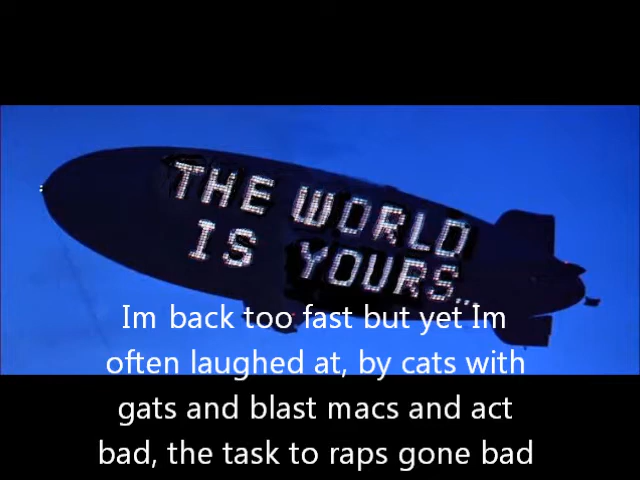 THE WORLD
IS YOURS...
Im back too fast but yet Im
often laughed at, by cats with
gats and blast macs and act
bad, the task to raps gone bad